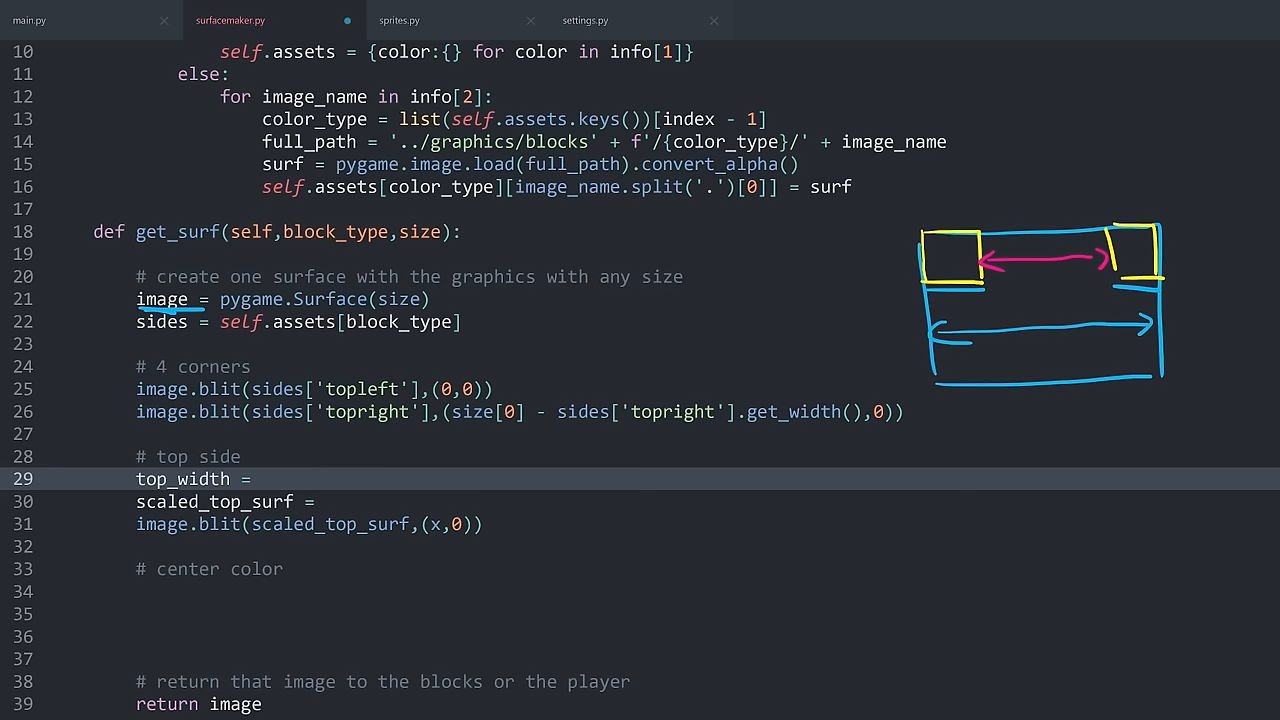 main.py surfacemaker.py sprites.py settings.py
10 self.assets = {color:{} for color in info[1]}
11 else:
12 for image_name in info[2]:
13 color_type = list(self.assets.keys())[index - 1]
14 full_path = '../graphics/blocks' + f'/{color_type}/' + image_name
15 surf = pygame.image.load(full_path).convert_alpha()
16 self.assets[color_type][image_name.split('.')[0]] = surf
17
18 def get_surf(self,block_type,size):
19
20 # create one surface with the graphics with any size
21 image = pygame.Surface(size)
22 sides = self.assets[block_type]
23
24 # 4 corners
25 image.blit(sides['topleft'],(0,0))
26 image.blit(sides['topright'],(size[0] - sides['topright'].get_width(),0))
27
28 # top side
29 top_width =
30 scaled_top_surf =
31 image.blit(scaled_top_surf,(x,0))
32
33 # center color
34
35
36
37
38 # return that image to the blocks or the player
39 return image